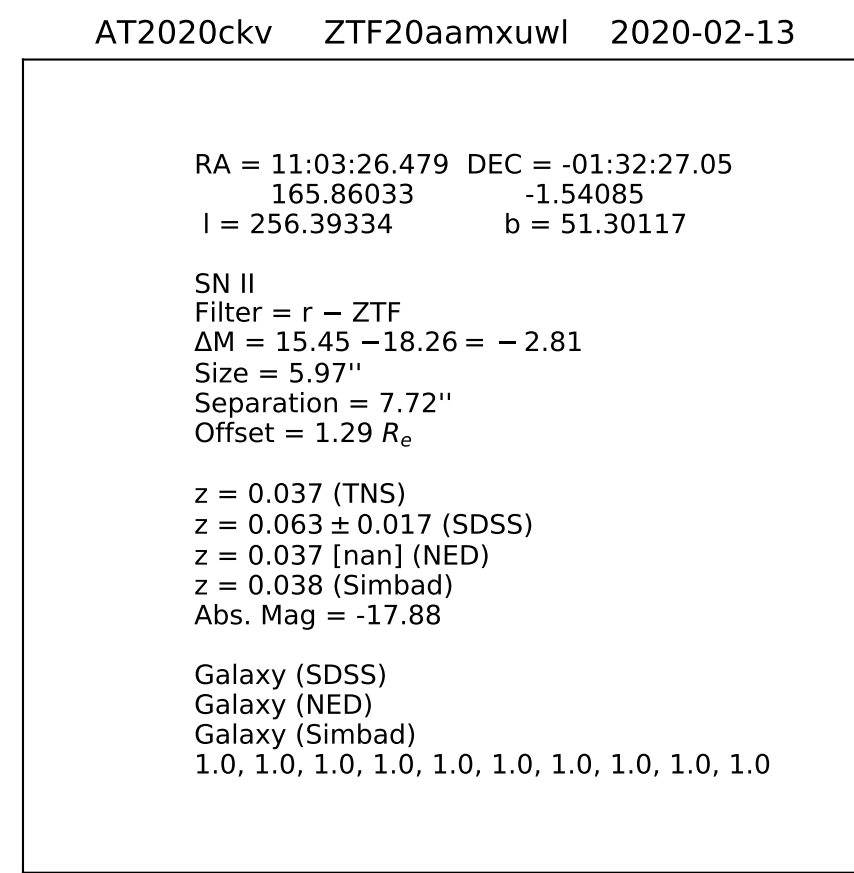 AT2020ckv ZTF20aamxuwl 2020-02-13
RA = 11:03:26.479 DEC = -01:32:27.05
165.86033 -1.54085
l = 256.39334 b = 51.30117
SN II
Filter = r − ZTF
ΔM = 15.45 −18.26 = −2.81
Size = 5.97''
Separation = 7.72''
Offset = 1.29 Re
z = 0.037 (TNS)
z = 0.063 ± 0.017 (SDSS)
z = 0.037 [nan] (NED)
z = 0.038 (Simbad)
Abs. Mag = -17.88
Galaxy (SDSS)
Galaxy (NED)
Galaxy (Simbad)
1.0, 1.0, 1.0, 1.0, 1.0, 1.0, 1.0, 1.0, 1.0, 1.0